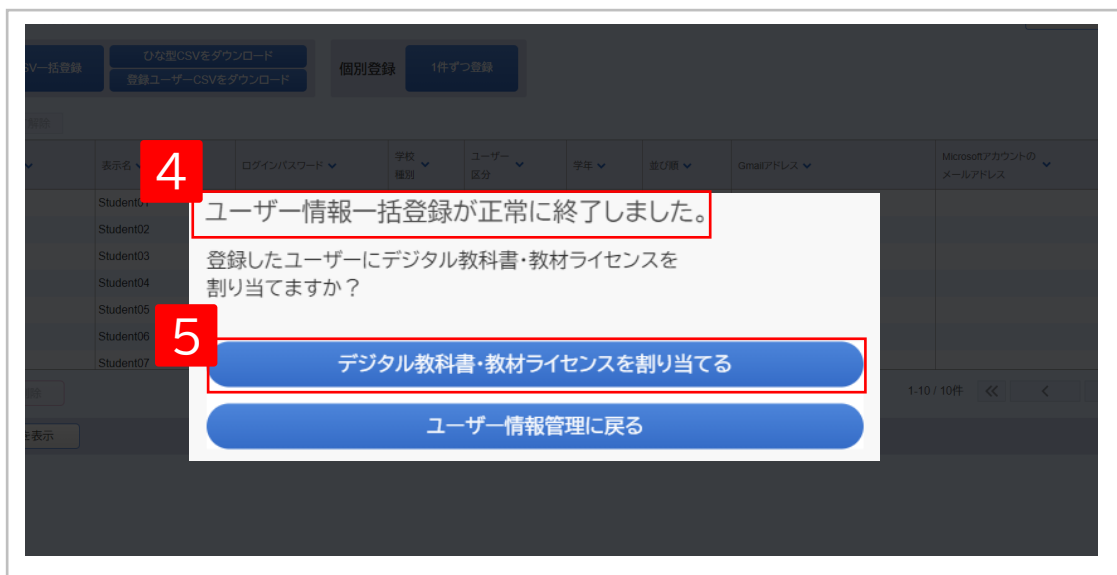 ひな型CSVをダウンロード
SV一括登録
個別登録
1件ずつ登録
登録ユーザーCSVをダウンロード
削除
表示名
ログインパスワード
学校
種別
ユーザー
区分
学年
並び順
Gmailアドレス
Microsoftアカウントの
メールアドレス
4
Student01
Student02
Student03
Student04
Student05
Student06
Student07
ユーザー情報一括登録が正常に終了しました。
登録したユーザーにデジタル教科書・教材ライセンスを
割り当てますか？
5
デジタル教科書・教材ライセンスを割り当てる
ユーザー情報管理に戻る
削除
1-10 / 10件
を表示